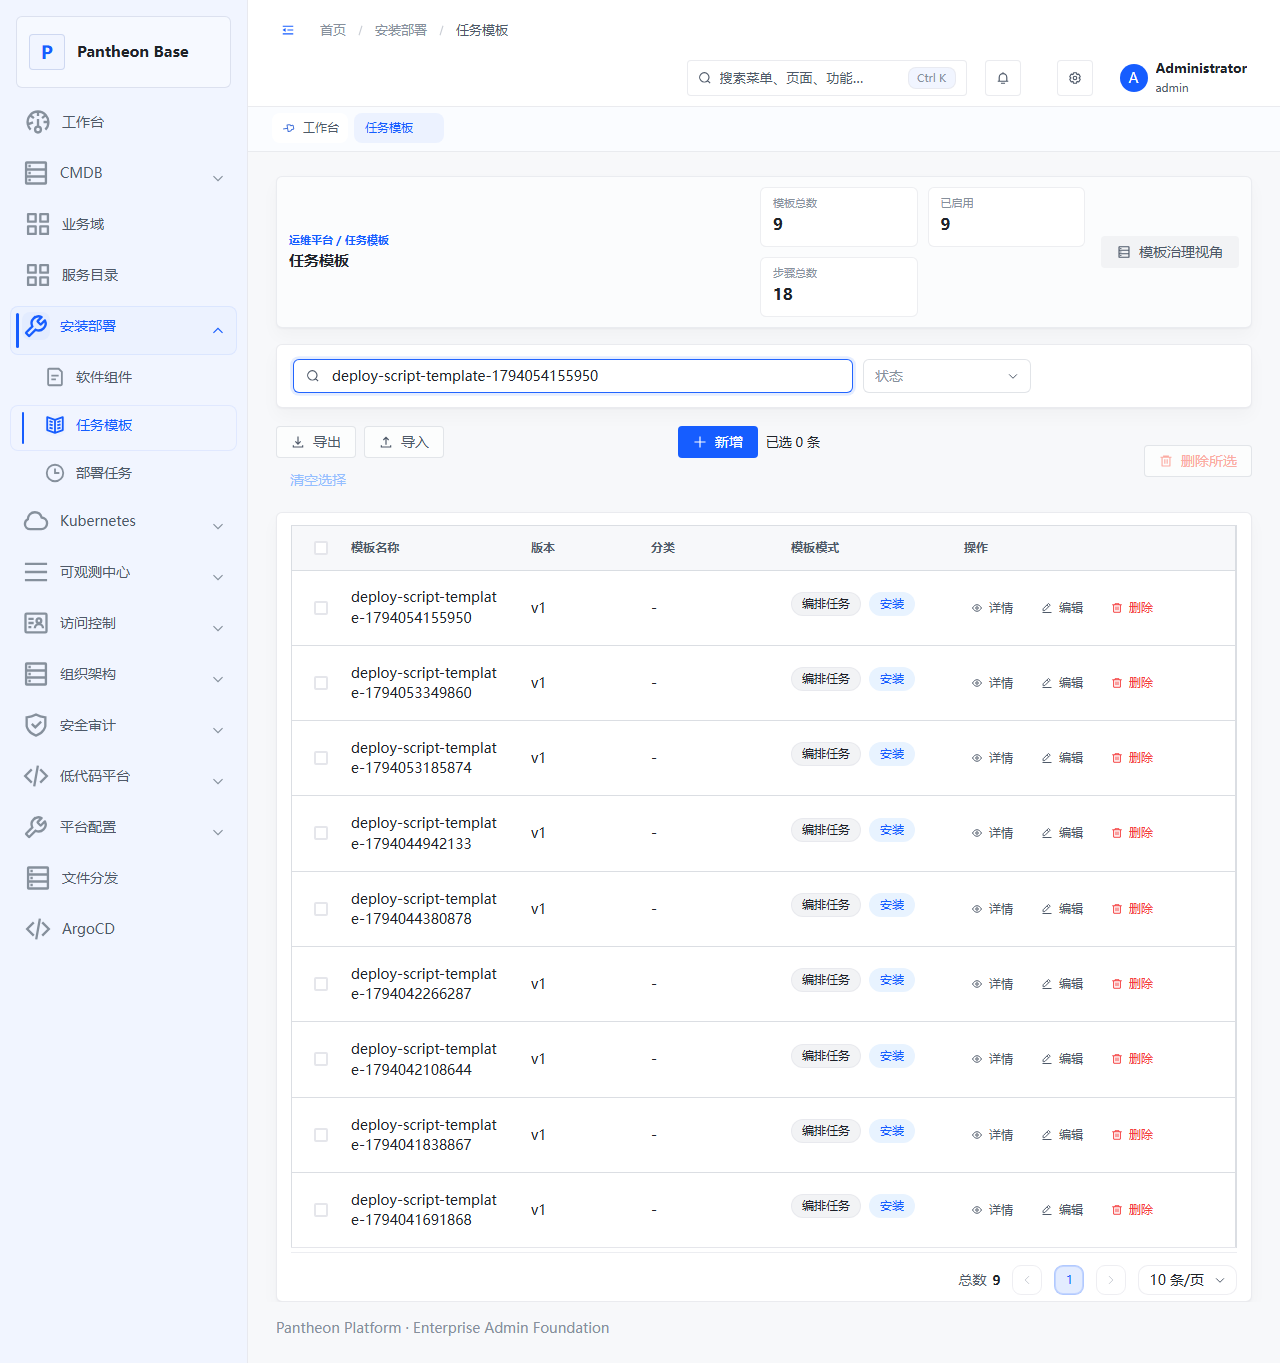 P
Pantheon Base
工作台
CMDB
业务域
服务目录
安装部署
软件组件
任务模板
部署任务
Kubernetes
可观测中心
访问控制
组织架构
安全审计
低代码平台
平台配置
文件分发
ArgoCD
首页 / 安装部署 / 任务模板
搜索菜单、页面、功能... Ctrl K
A
Administrator
admin
工作台
任务模板
运维平台 / 任务模板
任务模板
模板总数
9
已启用
9
步骤总数
18
模板治理视角
deploy-script-template-1794054155950
状态
导出
导入
新增
已选 0 条
清空选择
删除所选
模板名称 版本 分类 模板模式 操作
deploy-script-templat
e-1794054155950 v1 - 编排任务 安装 详情 编辑 删除
deploy-script-templat
e-1794053349860 v1 - 编排任务 安装 详情 编辑 删除
deploy-script-templat
e-1794053185874 v1 - 编排任务 安装 详情 编辑 删除
deploy-script-templat
e-1794044942133 v1 - 编排任务 安装 详情 编辑 删除
deploy-script-templat
e-1794044380878 v1 - 编排任务 安装 详情 编辑 删除
deploy-script-templat
e-1794042266287 v1 - 编排任务 安装 详情 编辑 删除
deploy-script-templat
e-1794042108644 v1 - 编排任务 安装 详情 编辑 删除
deploy-script-templat
e-1794041838867 v1 - 编排任务 安装 详情 编辑 删除
deploy-script-templat
e-1794041691868 v1 - 编排任务 安装 详情 编辑 删除
总数 9 1 10 条/页
Pantheon Platform · Enterprise Admin Foundation